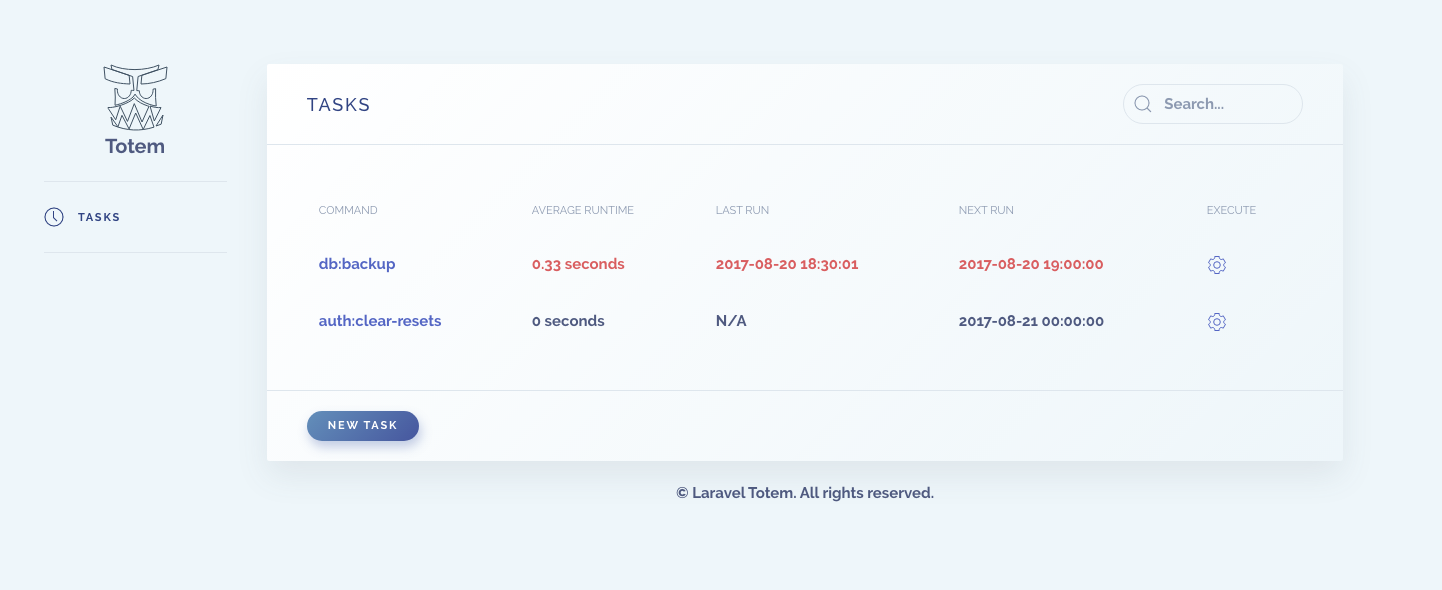 Totem
TASKS
TASKS
Search...
COMMAND AVERAGE RUNTIME LAST RUN NEXT RUN EXECUTE
db:backup 0.33 seconds 2017-08-20 18:30:01 2017-08-20 19:00:00
auth:clear-resets 0 seconds N/A 2017-08-21 00:00:00
NEW TASK
© Laravel Totem. All rights reserved.